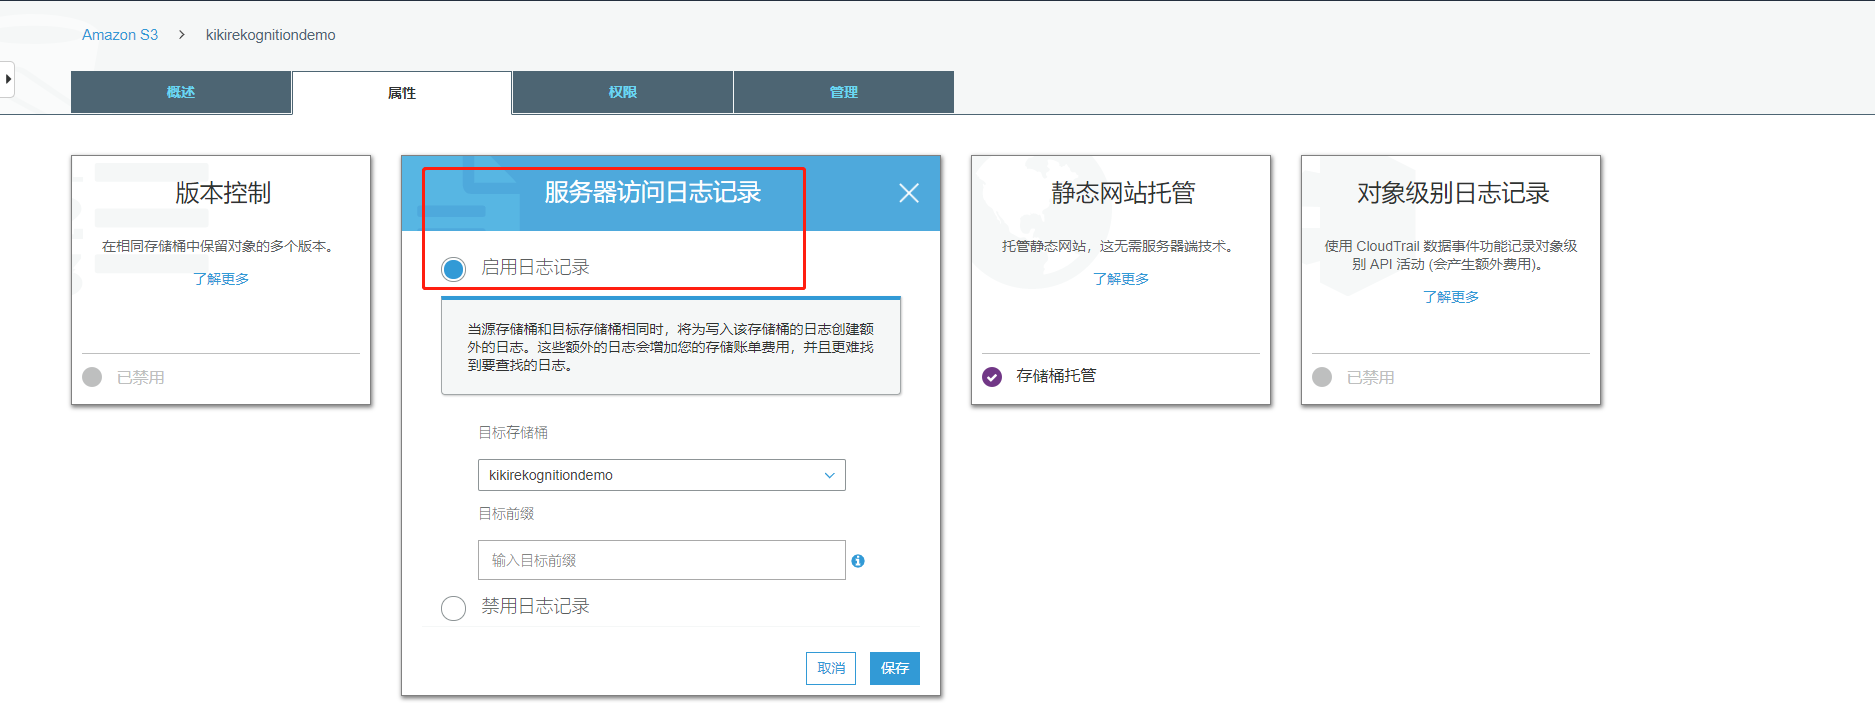 Amazon S3 > kikirekognitiondemo
概述
属性
权限
管理
版本控制
在相同存储桶中保留对象的多个版本。
了解更多
已禁用
服务器访问日志记录
启用日志记录
当源存储桶和目标存储桶相同时，将为写入该存储桶的日志创建额
外的日志。这些额外的日志会增加您的存储账单费用，并且更难找
到要查找的日志。
目标存储桶
kikirekognitiondemo
目标前缀
输入目标前缀
禁用日志记录
取消
保存
静态网站托管
托管静态网站，这无需服务器端技术。
了解更多
存储桶托管
对象级别日志记录
使用 CloudTrail 数据事件功能记录对象级
别 API 活动 (会产生额外费用)。
了解更多
已禁用